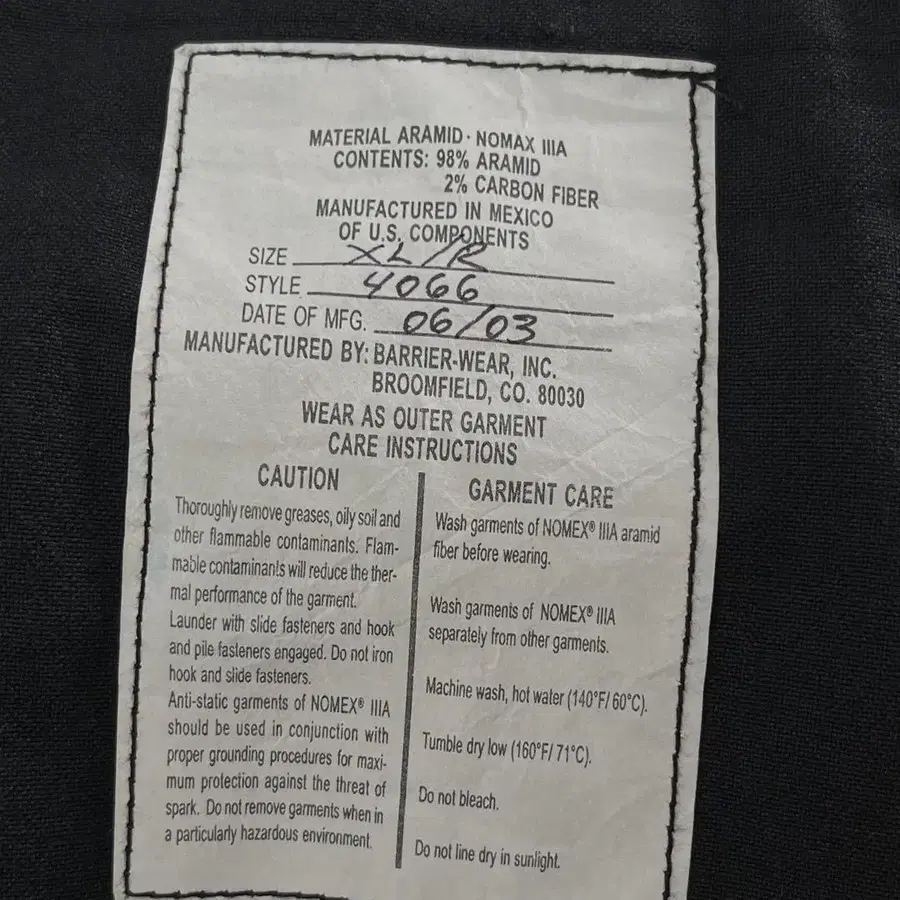 MATERIAL ARAMID · NOMAX IIIA
CONTENTS: 98% ARAMID
2% CARBON FIBER
MANUFACTURED IN MEXICO
OF U.S. COMPONENTS
SIZE XL/R
STYLE 4066
DATE OF MFG. 06/03
MANUFACTURED BY: BARRIER-WEAR, INC.
BROOMFIELD, CO. 80030
WEAR AS OUTER GARMENT
CARE INSTRUCTIONS
CAUTION
Thoroughly remove greases, oily soil and
other flammable contaminants. Flam-
mable contaminants will reduce the ther-
mal performance of the garment.
Launder with slide fasteners and hook
and pile fasteners engaged. Do not iron
hook and slide fasteners.
Anti-static garments of NOMEX® IIIA
should be used in conjunction with
proper grounding procedures for maxi-
mum protection against the threat of
spark. Do not remove garments when in
a particularly hazardous environment.
GARMENT CARE
Wash garments of NOMEX® IIIA aramid
fiber before wearing.
Wash garments of NOMEX® IIIA
separately from other garments.
Machine wash, hot water (140°F/60°C).
Tumble dry low (160°F/71°C).
Do not bleach.
Do not line dry in sunlight.